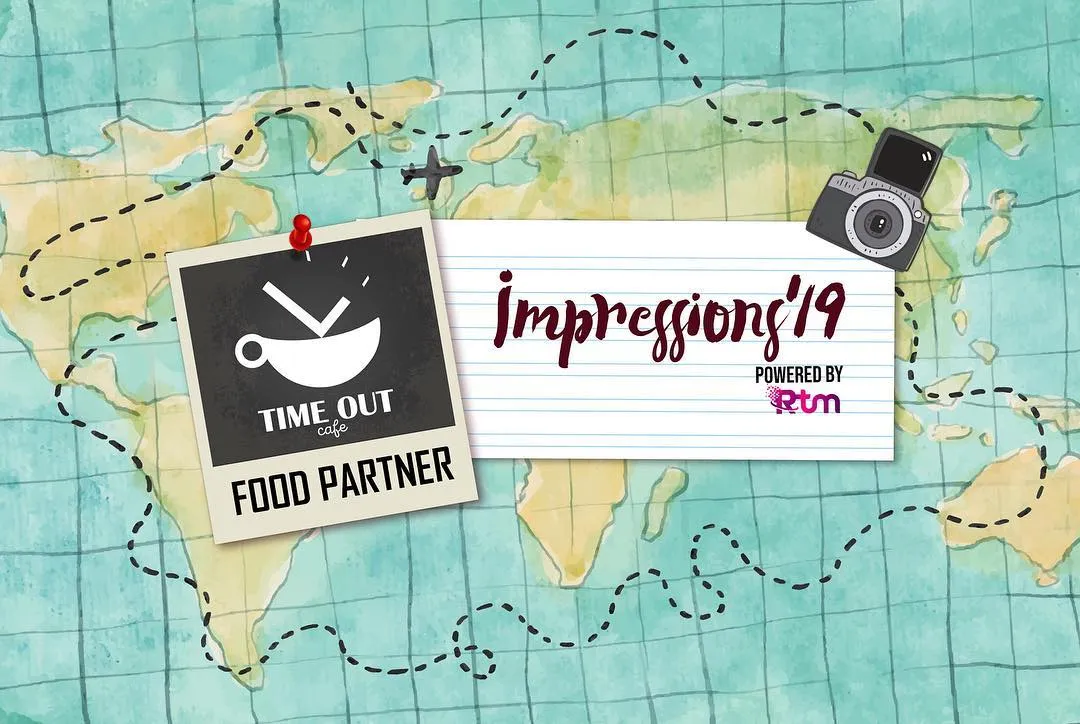 TIME OUT
cafe
FOOD PARTNER
Impressions'19
POWERED BY
Rtm